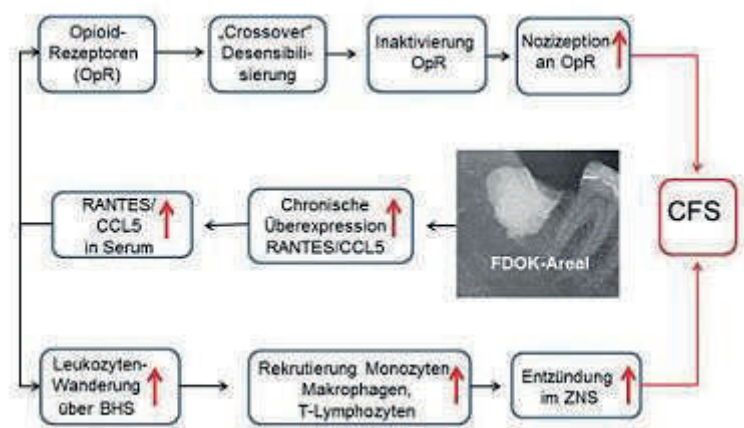 Opioid-
Rezeptoren
(OpR)
„Crossover“
Desensibili-
sierung
Inaktivierung
OpR
Nozizeption
an OpR
RANTES/
CCL5
in Serum
Chronische
Überexpression
RANTES/CCL5
FDOK-Areal
CFS
Leukozyten-
Wanderung
über BHS
Rekrutierung Monozyten
Makrophagen,
T-Lymphozyten
Entzündung
im ZNS